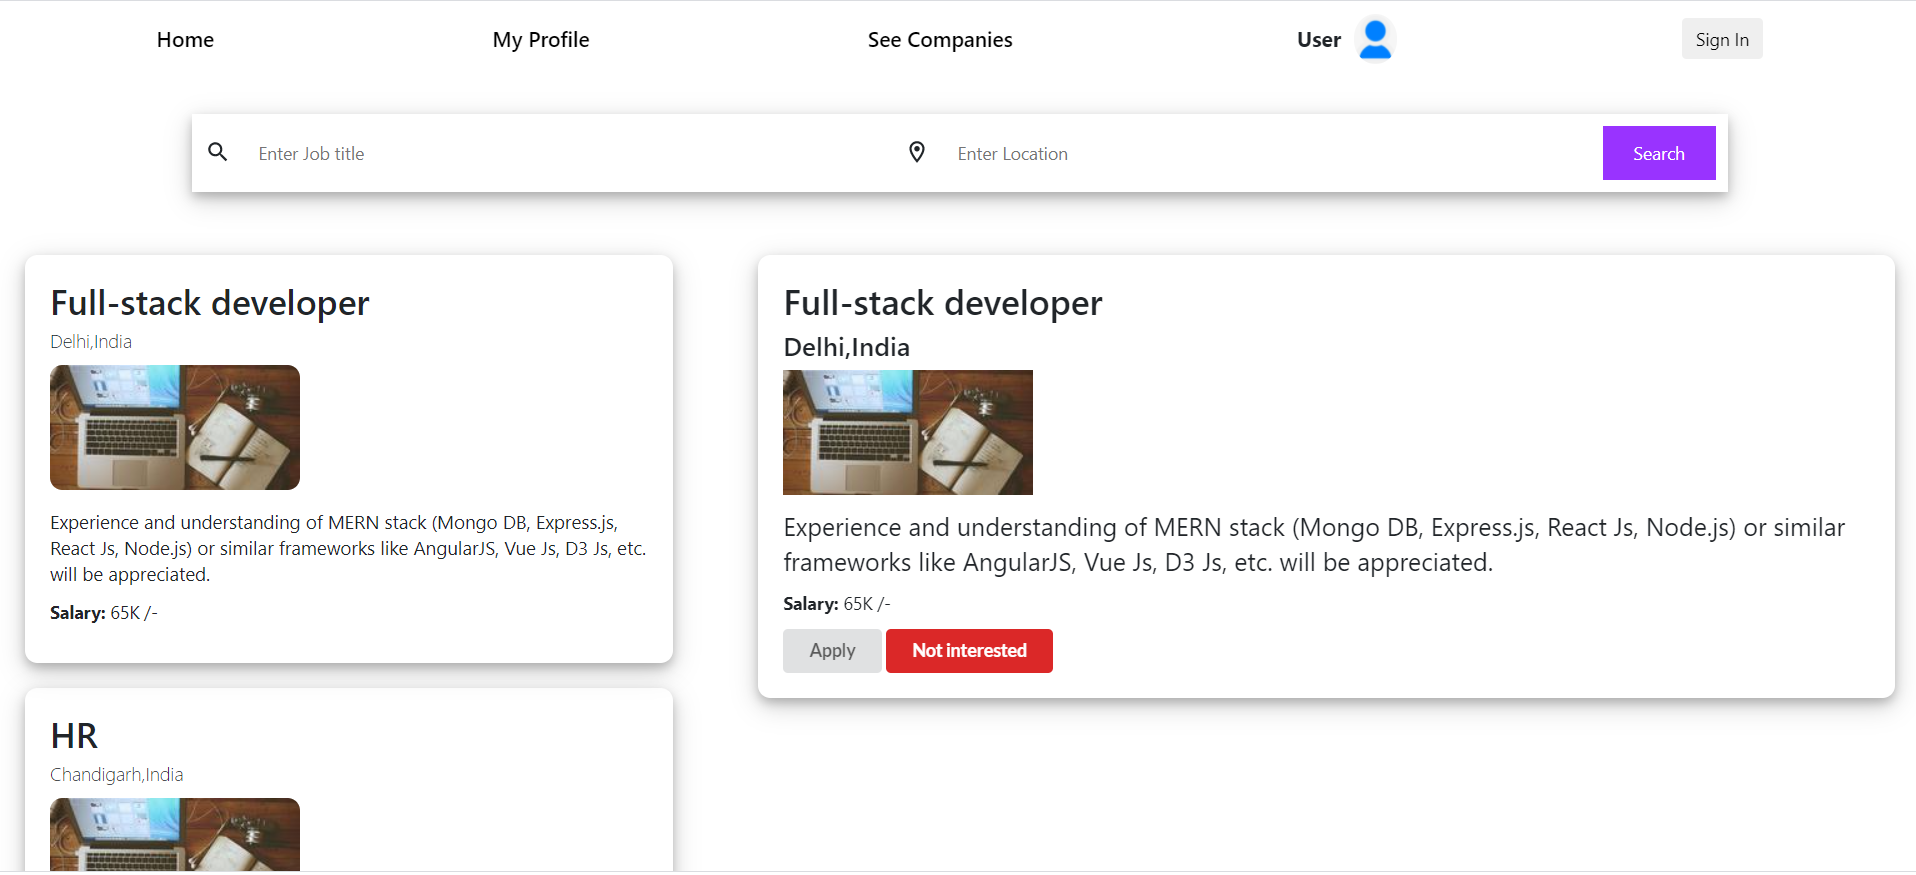 Home
My Profile
See Companies
User
Sign In
Enter Job title
Enter Location
Search
Full-stack developer
Delhi,India
Experience and understanding of MERN stack (Mongo DB, Express.js,
React Js, Node.js) or similar frameworks like AngularJS, Vue Js, D3 Js, etc.
will be appreciated.
Salary: 65K /-
HR
Chandigarh,India
Full-stack developer
Delhi,India
Experience and understanding of MERN stack (Mongo DB, Express.js, React Js, Node.js) or similar
frameworks like AngularJS, Vue Js, D3 Js, etc. will be appreciated.
Salary: 65K /-
Apply
Not interested